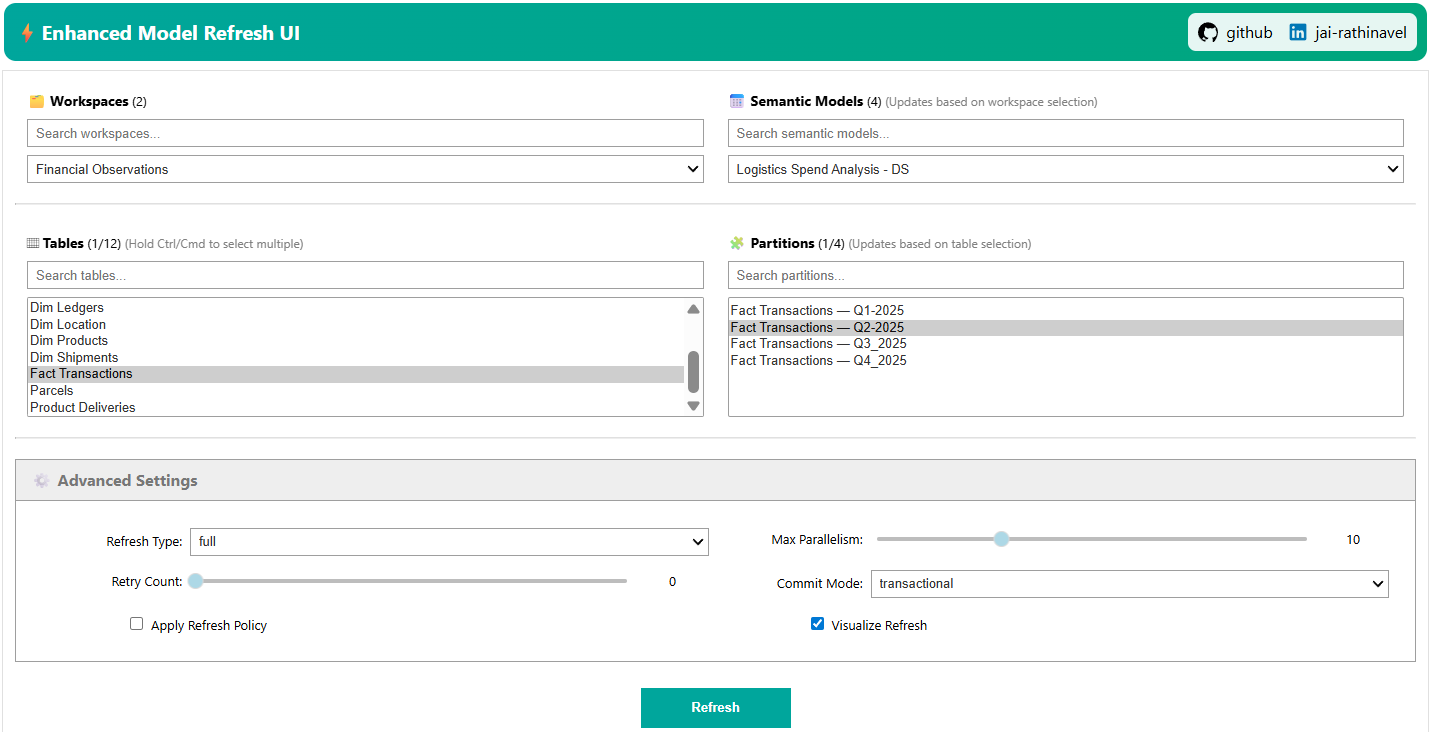 Enhanced Model Refresh UI
github jai-rathinavel
Workspaces (2)
Search workspaces...
Financial Observations
Semantic Models (4) (Updates based on workspace selection)
Search semantic models...
Logistics Spend Analysis - DS
Tables (1/12) (Hold Ctrl/Cmd to select multiple)
Search tables...
Dim Ledgers
Dim Location
Dim Products
Dim Shipments
Fact Transactions
Parcels
Product Deliveries
Partitions (1/4) (Updates based on table selection)
Search partitions...
Fact Transactions — Q1-2025
Fact Transactions — Q2-2025
Fact Transactions — Q3_2025
Fact Transactions — Q4_2025
Advanced Settings
Refresh Type: full
Max Parallelism: 10
Retry Count: 0
Commit Mode: transactional
Apply Refresh Policy
Visualize Refresh
Refresh